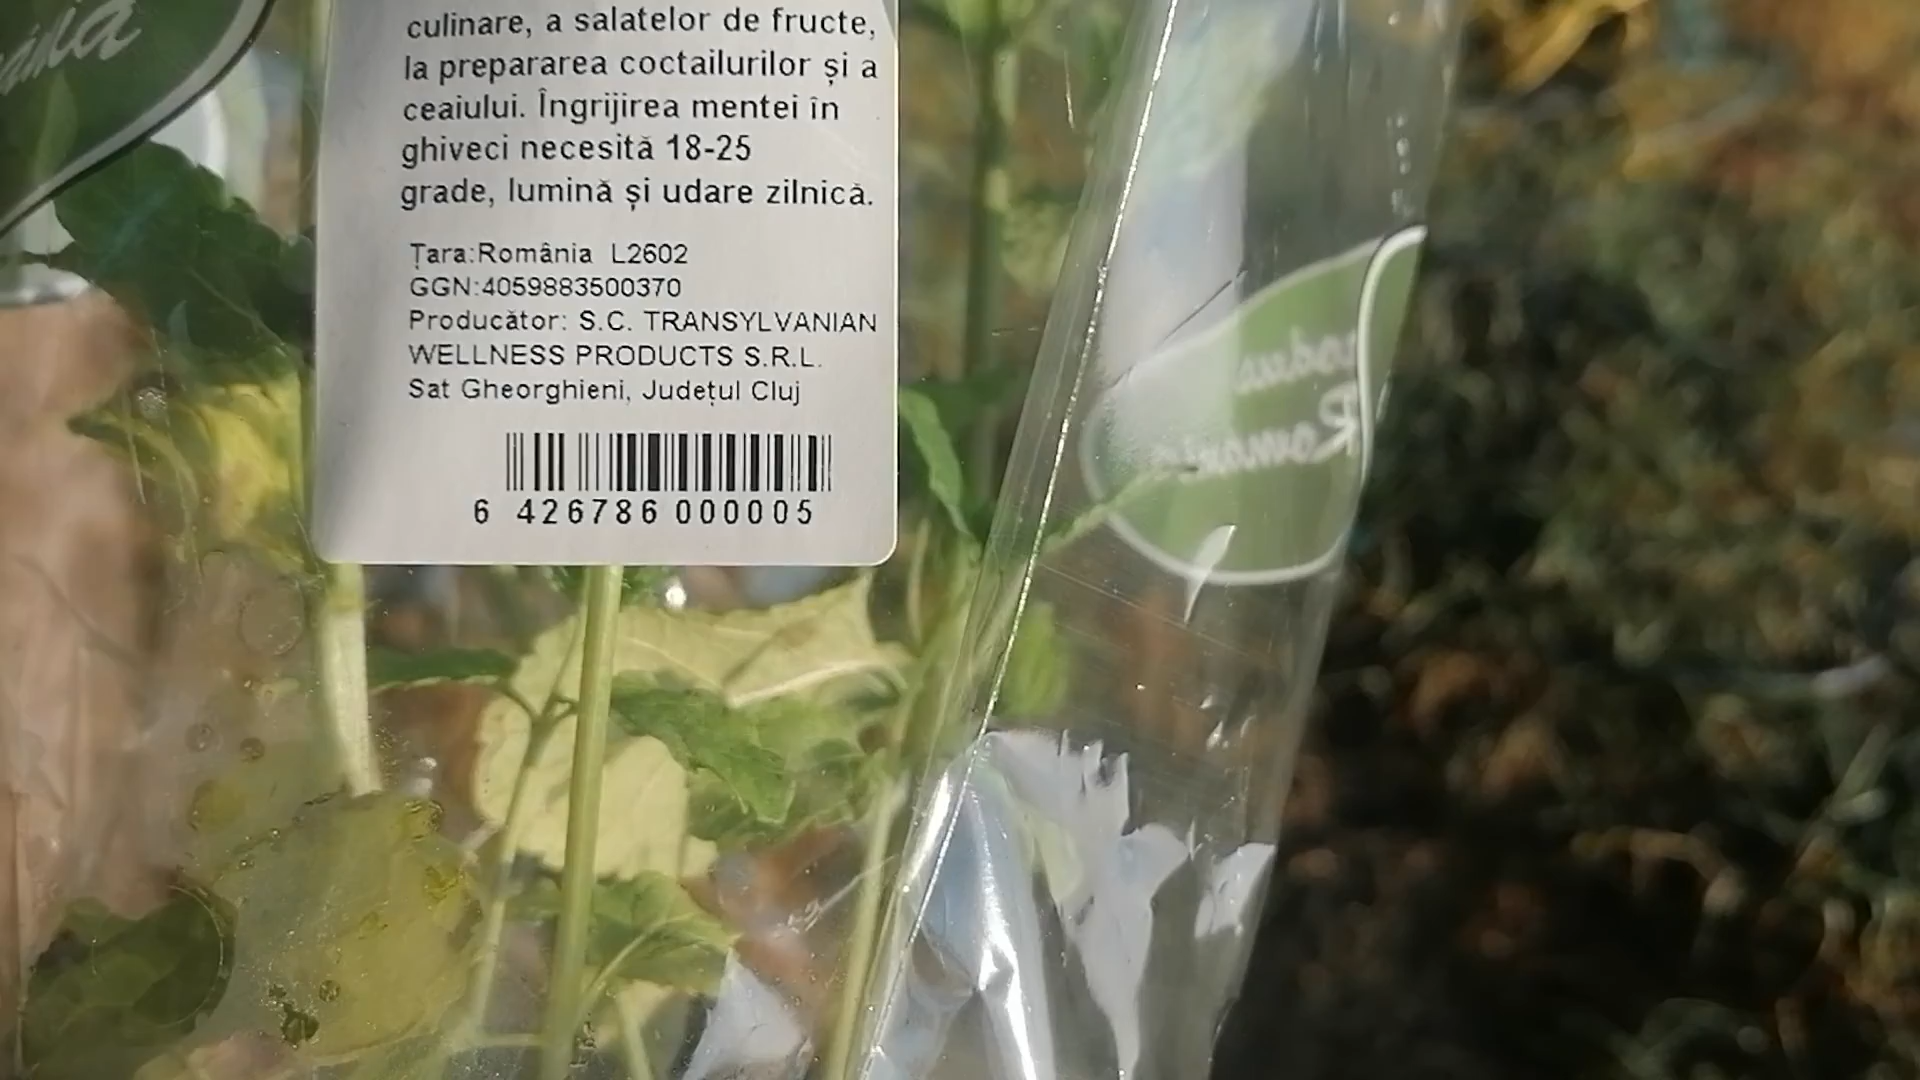 culinare, a salatelor de fructe,
la prepararea coctailurilor și a
ceaiului. Îngrijirea mentei în
ghiveci necesită 18-25
grade, lumină și udare zilnică.
Țara:România L2602
GGN:4059883500370
Producător: S.C. TRANSYLVANIAN
WELLNESS PRODUCTS S.R.L.
Sat Gheorghieni, Județul Cluj
6 426786 000005